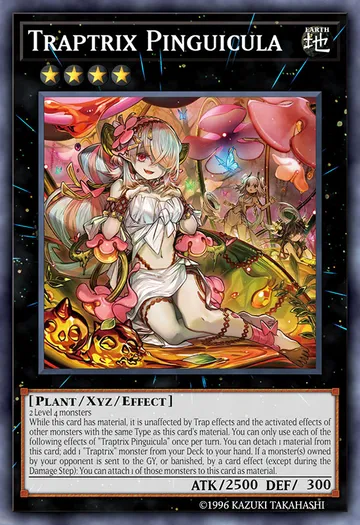 Traptrix Pinguicula
EARTH
地
[Plant/Xyz/Effect]
2 Level 4 monsters
While this card has material, it is unaffected by Trap effects and the activated effects of
other monsters with the same Type as this card's material. You can only use each of the
following effects of "Traptrix Pinguicula" once per turn. You can detach 1 material from
this card; add 1 "Traptrix" monster from your Deck to your hand. If a monster(s) owned
by your opponent is sent to the GY, or banished, by a card effect (except during the
Damage Step): You can attach 1 of those monsters to this card as material.
ATK/2500 DEF/ 300
©1996 KAZUKI TAKAHASHI